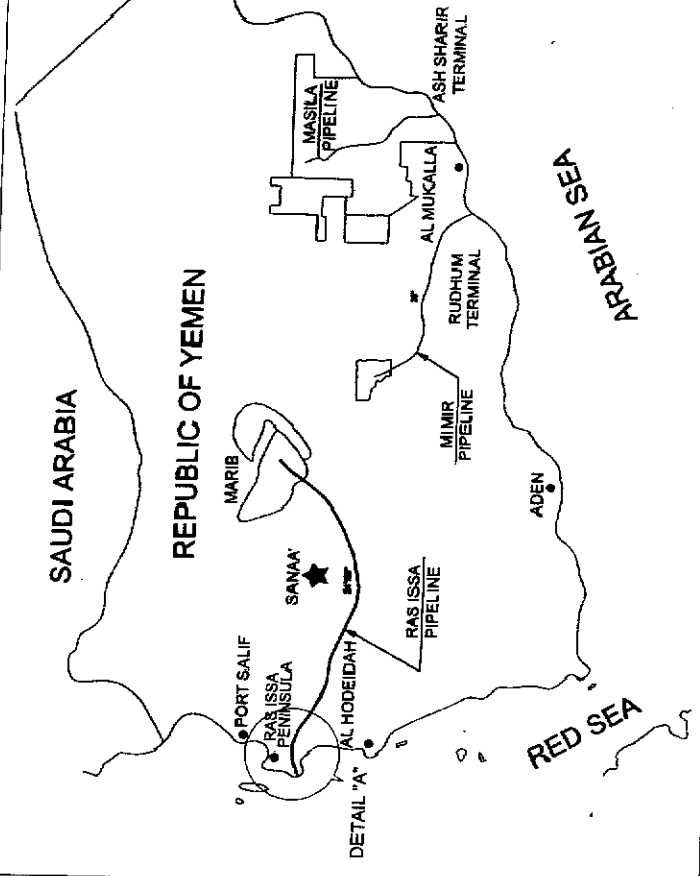 SAUDI ARABIA
REPUBLIC OF YEMEN
MARIB
SANAA'
PORT SALIF
RAS ISSA
PENINSULA
AL HODEIDAH
DETAIL "A"
RAS ISSA
PIPELINE
RED SEA
ADEN
MIMIR
PIPELINE
RUDHUM
TERMINAL
AL MUKALLA
MASILA
PIPELINE
ASH SHARIR
TERMINAL
ARABIAN SEA